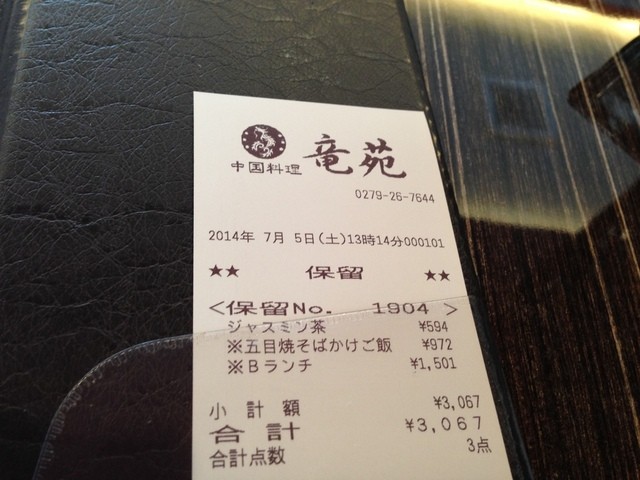 中国料理 竜苑
0279-26-7644
2014年 7月 5日(土)13時14分000101
★★ 保留 ★★
<保留No. 1904 >
ジャスミン茶 ¥594
※五目焼そばかけご飯 ¥972
※Bランチ ¥1,501
小計額 ¥3,067
合計 ¥3,067
合計点数 3点